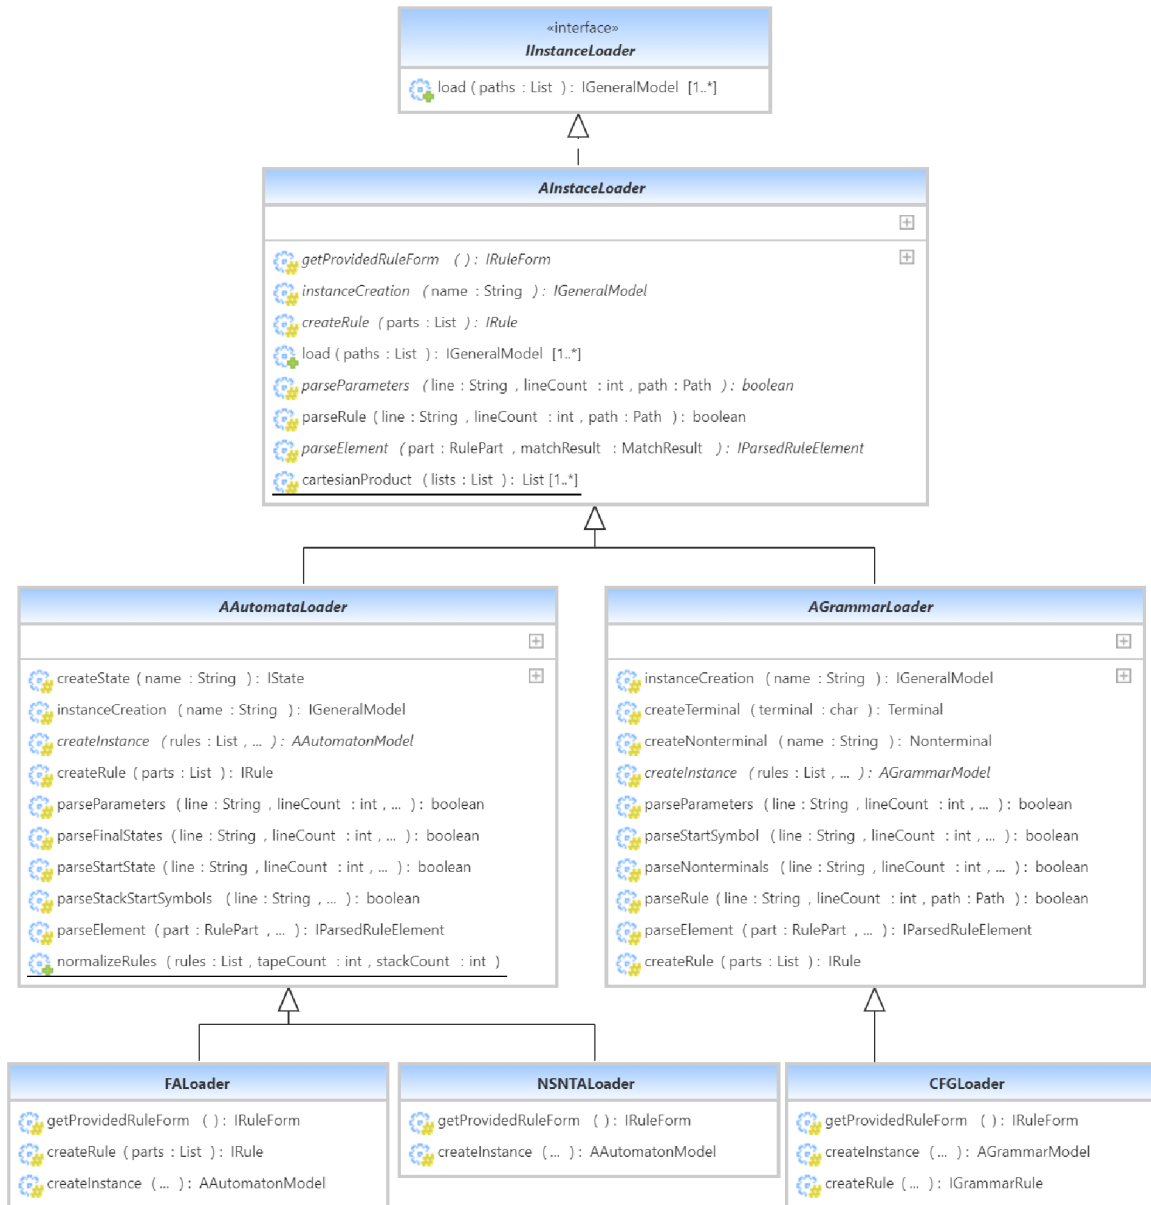 «interface»
IInstanceLoader
load ( paths : List ) : IGeneralModel [1..*]
AInstaceLoader
getProvidedRuleForm ( ) : IRuleForm
instanceCreation ( name : String ) : IGeneralModel
createRule ( parts : List ) : IRule
load ( paths : List ) : IGeneralModel [1..*]
parseParameters ( line : String , lineCount : int , path : Path ) : boolean
parseRule ( line : String , lineCount : int , path : Path ) : boolean
parseElement ( part : RulePart , matchResult : MatchResult ) : IParsedRuleElement
cartesianProduct ( lists : List ) : List [1..*]
AAutomataLoader
createState ( name : String ) : IState
instanceCreation ( name : String ) : IGeneralModel
createInstance ( rules : List , ... ) : AAutomatonModel
createRule ( parts : List ) : IRule
parseParameters ( line : String , lineCount : int , ... ) : boolean
parseFinalStates ( line : String , lineCount : int , ... ) : boolean
parseStartState ( line : String , lineCount : int , ... ) : boolean
parseStackStartSymbols ( line : String , ... ) : boolean
parseElement ( part : RulePart , ... ) : IParsedRuleElement
normalizeRules ( rules : List , tapeCount : int , stackCount : int )
AGrammarLoader
instanceCreation ( name : String ) : IGeneralModel
createTerminal ( terminal : char ) : Terminal
createNonterminal ( name : String ) : Nonterminal
createInstance ( rules : List , ... ) : AGrammarModel
parseParameters ( line : String , lineCount : int , ... ) : boolean
parseStartSymbol ( line : String , lineCount : int , ... ) : boolean
parseNonterminals ( line : String , lineCount : int , ... ) : boolean
parseRule ( line : String , lineCount : int , path : Path ) : boolean
parseElement ( part : RulePart , ... ) : IParsedRuleElement
createRule ( parts : List ) : IRule
FALoader
getProvidedRuleForm ( ) : IRuleForm
createRule ( parts : List ) : IRule
createInstance ( ... ) : AAutomatonModel
NSNTALoader
getProvidedRuleForm ( ) : IRuleForm
createInstance ( ... ) : AAutomatonModel
CFGLoader
getProvidedRuleForm ( ) : IRuleForm
createInstance ( ... ) : AGrammarModel
createRule ( ... ) : IGrammarRule